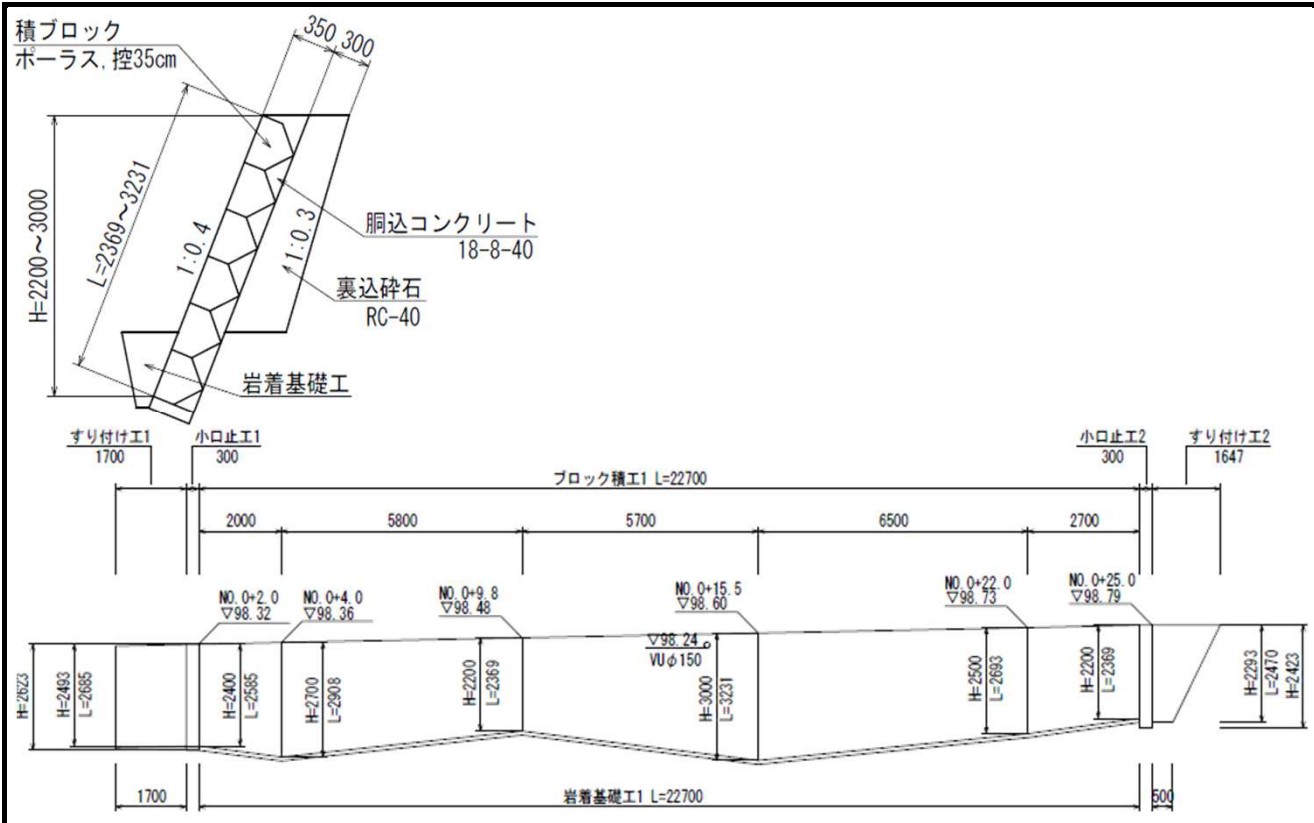 積ブロック
ポーラス,控35cm
350
300
H=2200～3000
L=2369～3231
1:0.4
1:0.3
胴込コンクリート
18-8-40
裏込砕石
RC-40
岩着基礎工
すり付け工1
1700
小口止工1
300
ブロック積工1 L=22700
小口止工2
300
すり付け工2
1647
2000
5800
5700
6500
2700
NO.0+2.0
▽98.32
NO.0+4.0
▽98.36
NO.0+9.8
▽98.48
NO.0+15.5
▽98.60
NO.0+22.0
▽98.73
NO.0+25.0
▽98.79
▽98.24
VUφ150
H=2623
H=2493
L=2685
H=2400
L=2585
H=2700
L=2908
H=2200
L=2369
H=3000
L=3231
H=2500
L=2693
H=2200
L=2369
H=2293
L=2470
H=2423
1700
岩着基礎工1 L=22700
500